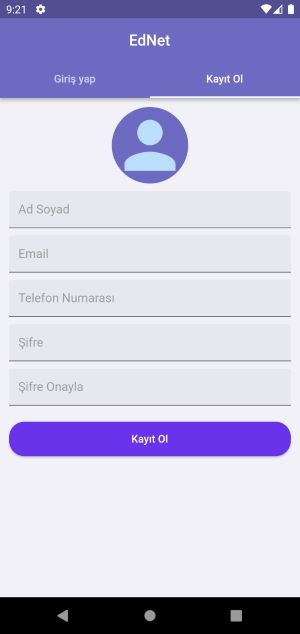 9:21
EdNet
Giriş yap
Kayıt Ol
Ad Soyad
Email
Telefon Numarası
Şifre
Şifre Onayla
Kayıt Ol